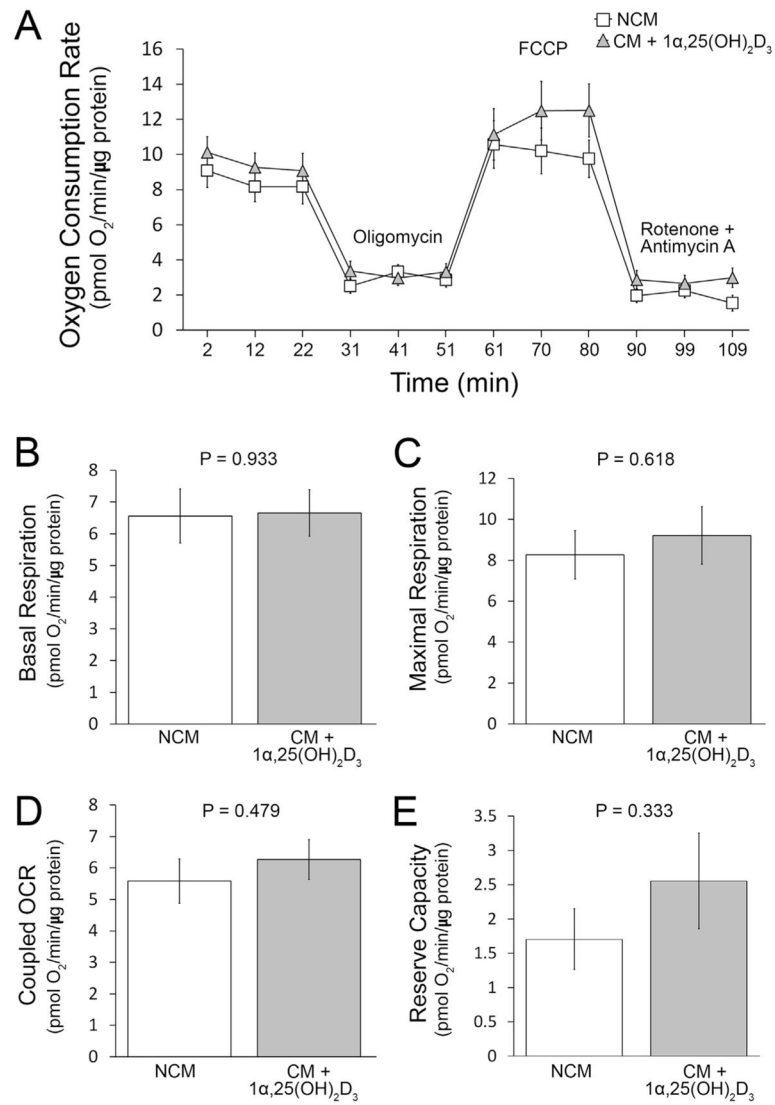 A
NCM
CM + 1α,25(OH)₂D₃
FCCP
Oxygen Consumption Rate
(pmol O₂/min/μg protein)
16
14
12
10
8
6
4
2
0
Oligomycin
Rotenone +
Antimycin A
2 12 22 31 41 51 61 70 80 90 99 109
Time (min)
B
P = 0.933
Basal Respiration
(pmol O₂/min/μg protein)
8
7
6
5
4
3
2
1
0
NCM
CM +
1α,25(OH)₂D₃
C
P = 0.618
Maximal Respiration
(pmol O₂/min/μg protein)
12
10
8
6
4
2
0
NCM
CM +
1α,25(OH)₂D₃
D
P = 0.479
Coupled OCR
(pmol O₂/min/μg protein)
8
7
6
5
4
3
2
1
0
NCM
CM +
1α,25(OH)₂D₃
E
P = 0.333
Reserve Capacity
(pmol O₂/min/μg protein)
3.5
3
2.5
2
1.5
1
0.5
0
NCM
CM +
1α,25(OH)₂D₃